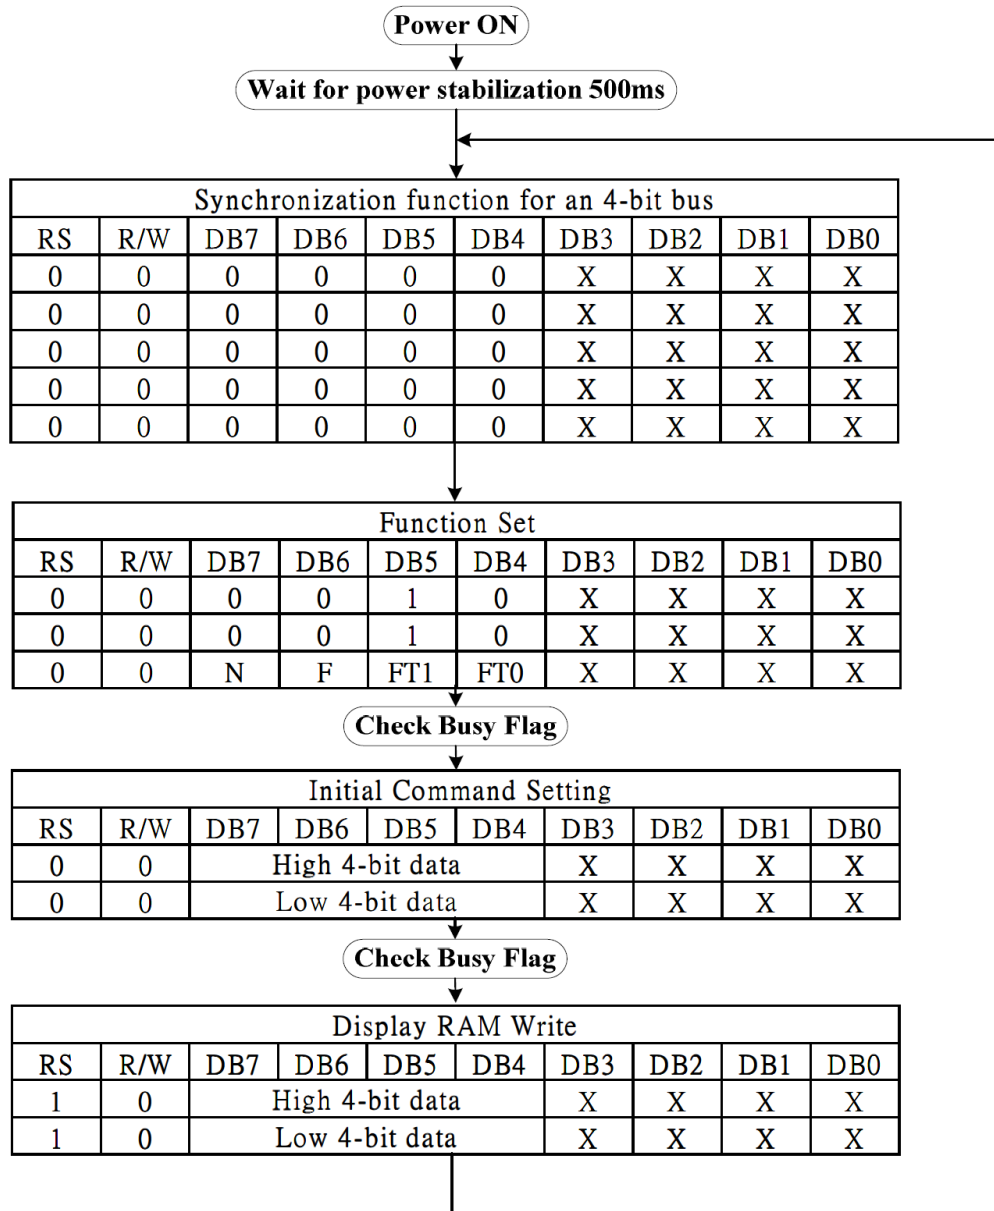 Power ON
Wait for power stabilization 500ms
Synchronization function for an 4-bit bus
RS R/W DB7 DB6 DB5 DB4 DB3 DB2 DB1 DB0
0 0 0 0 0 0 X X X X
0 0 0 0 0 0 X X X X
0 0 0 0 0 0 X X X X
0 0 0 0 0 0 X X X X
0 0 0 0 0 0 X X X X
Function Set
RS R/W DB7 DB6 DB5 DB4 DB3 DB2 DB1 DB0
0 0 0 0 1 0 X X X X
0 0 0 0 1 0 X X X X
0 0 N F FT1 FT0 X X X X
Check Busy Flag
Initial Command Setting
RS R/W DB7 DB6 DB5 DB4 DB3 DB2 DB1 DB0
0 0 High 4-bit data X X X X
0 0 Low 4-bit data X X X X
Check Busy Flag
Display RAM Write
RS R/W DB7 DB6 DB5 DB4 DB3 DB2 DB1 DB0
1 0 High 4-bit data X X X X
1 0 Low 4-bit data X X X X